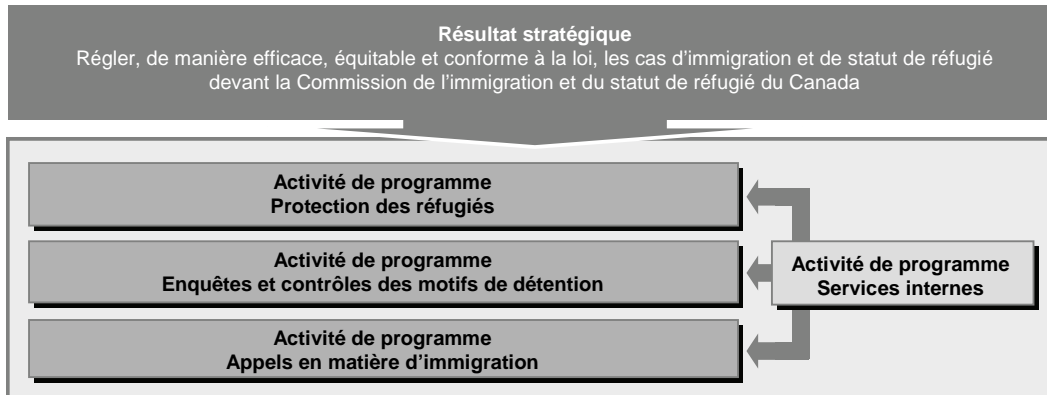 Résultat stratégique
Régler, de manière efficace, équitable et conforme à la loi, les cas d'immigration et de statut de réfugié
devant la Commission de l'immigration et du statut de réfugié du Canada
Activité de programme
Protection des réfugiés
Activité de programme
Enquêtes et contrôles des motifs de détention
Activité de programme
Services internes
Activité de programme
Appels en matière d'immigration